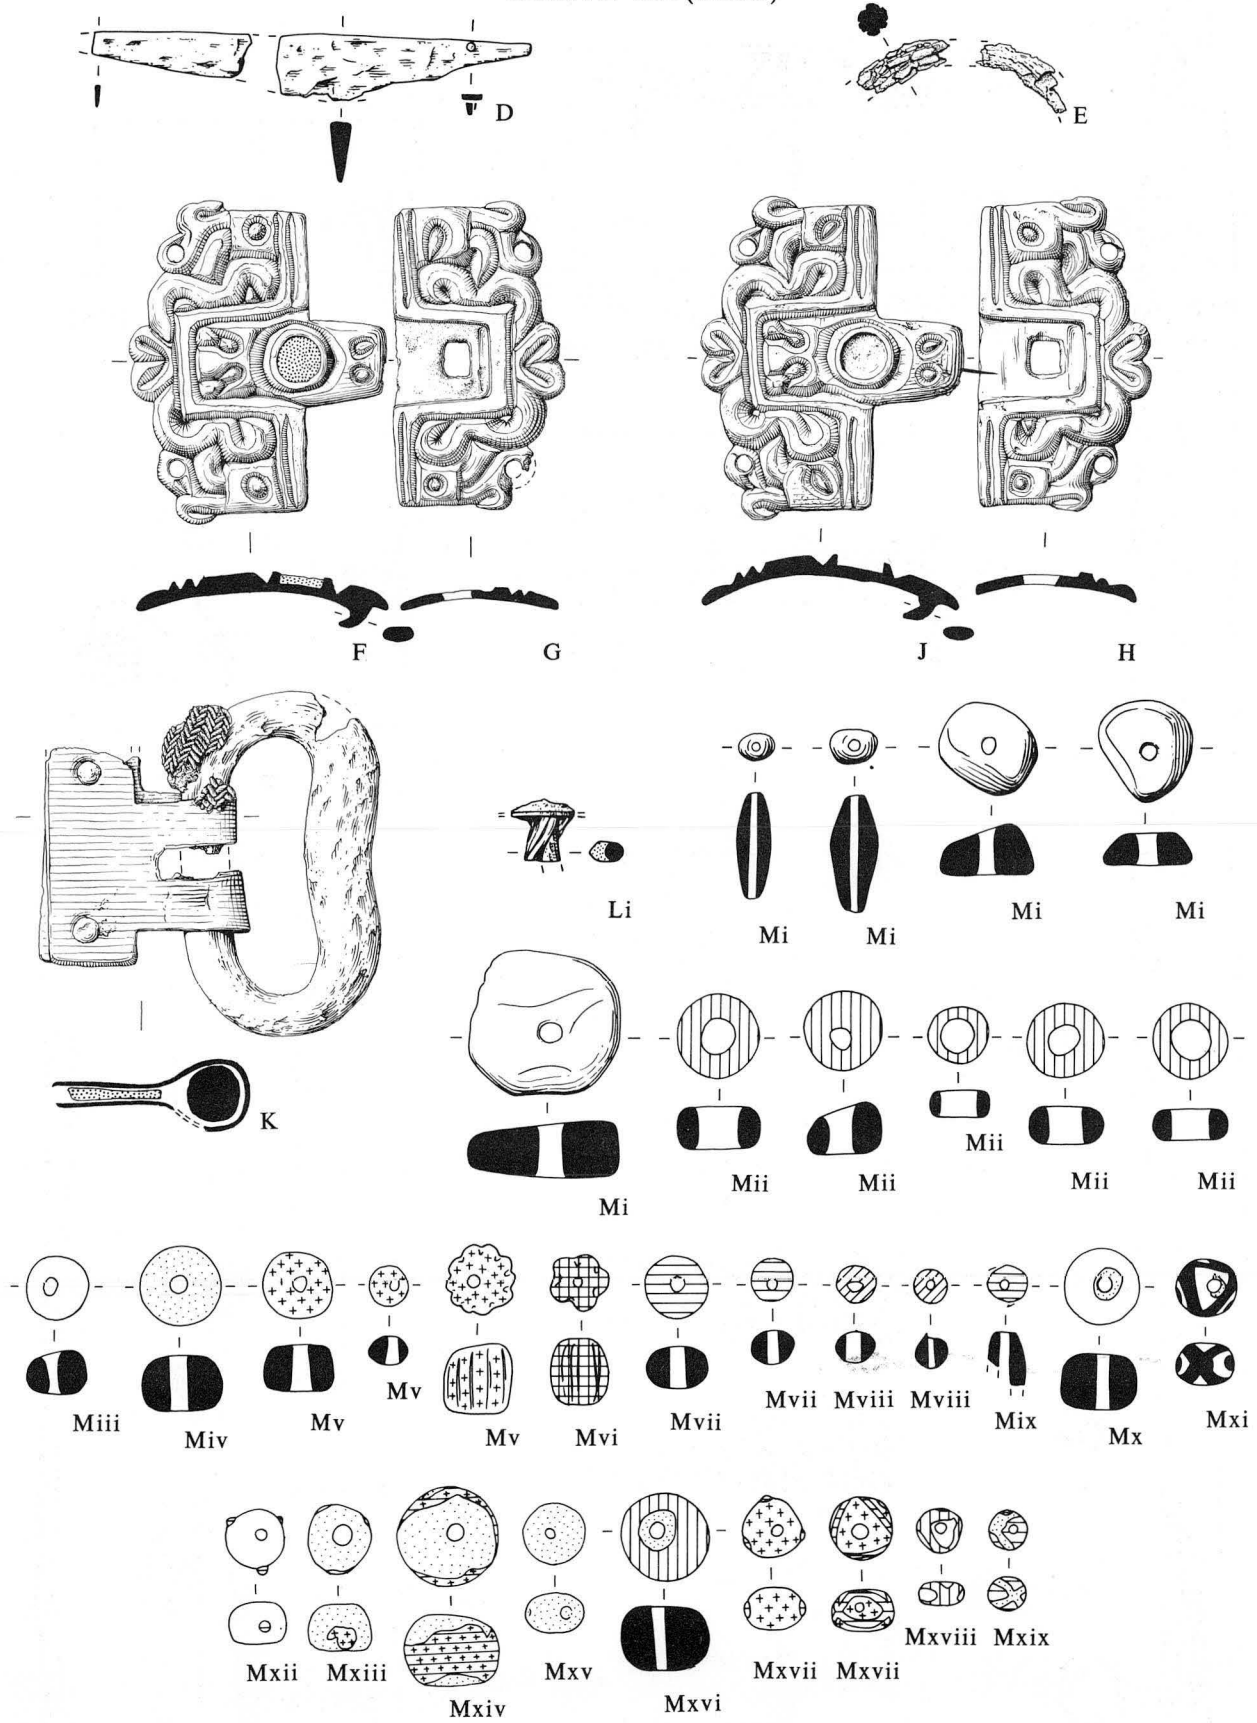 D
E
F G J H
K
Li
Mi Mi Mi Mi
Mi Mii Mii Mii Mii Mii
Miii Miv Mv Mv Mv Mvi Mvii Mvii Mviii Mviii Mix Mx Mxi
Mxii Mxiii Mxiv Mxv Mxvi Mxvii Mxvii Mxviii Mxix